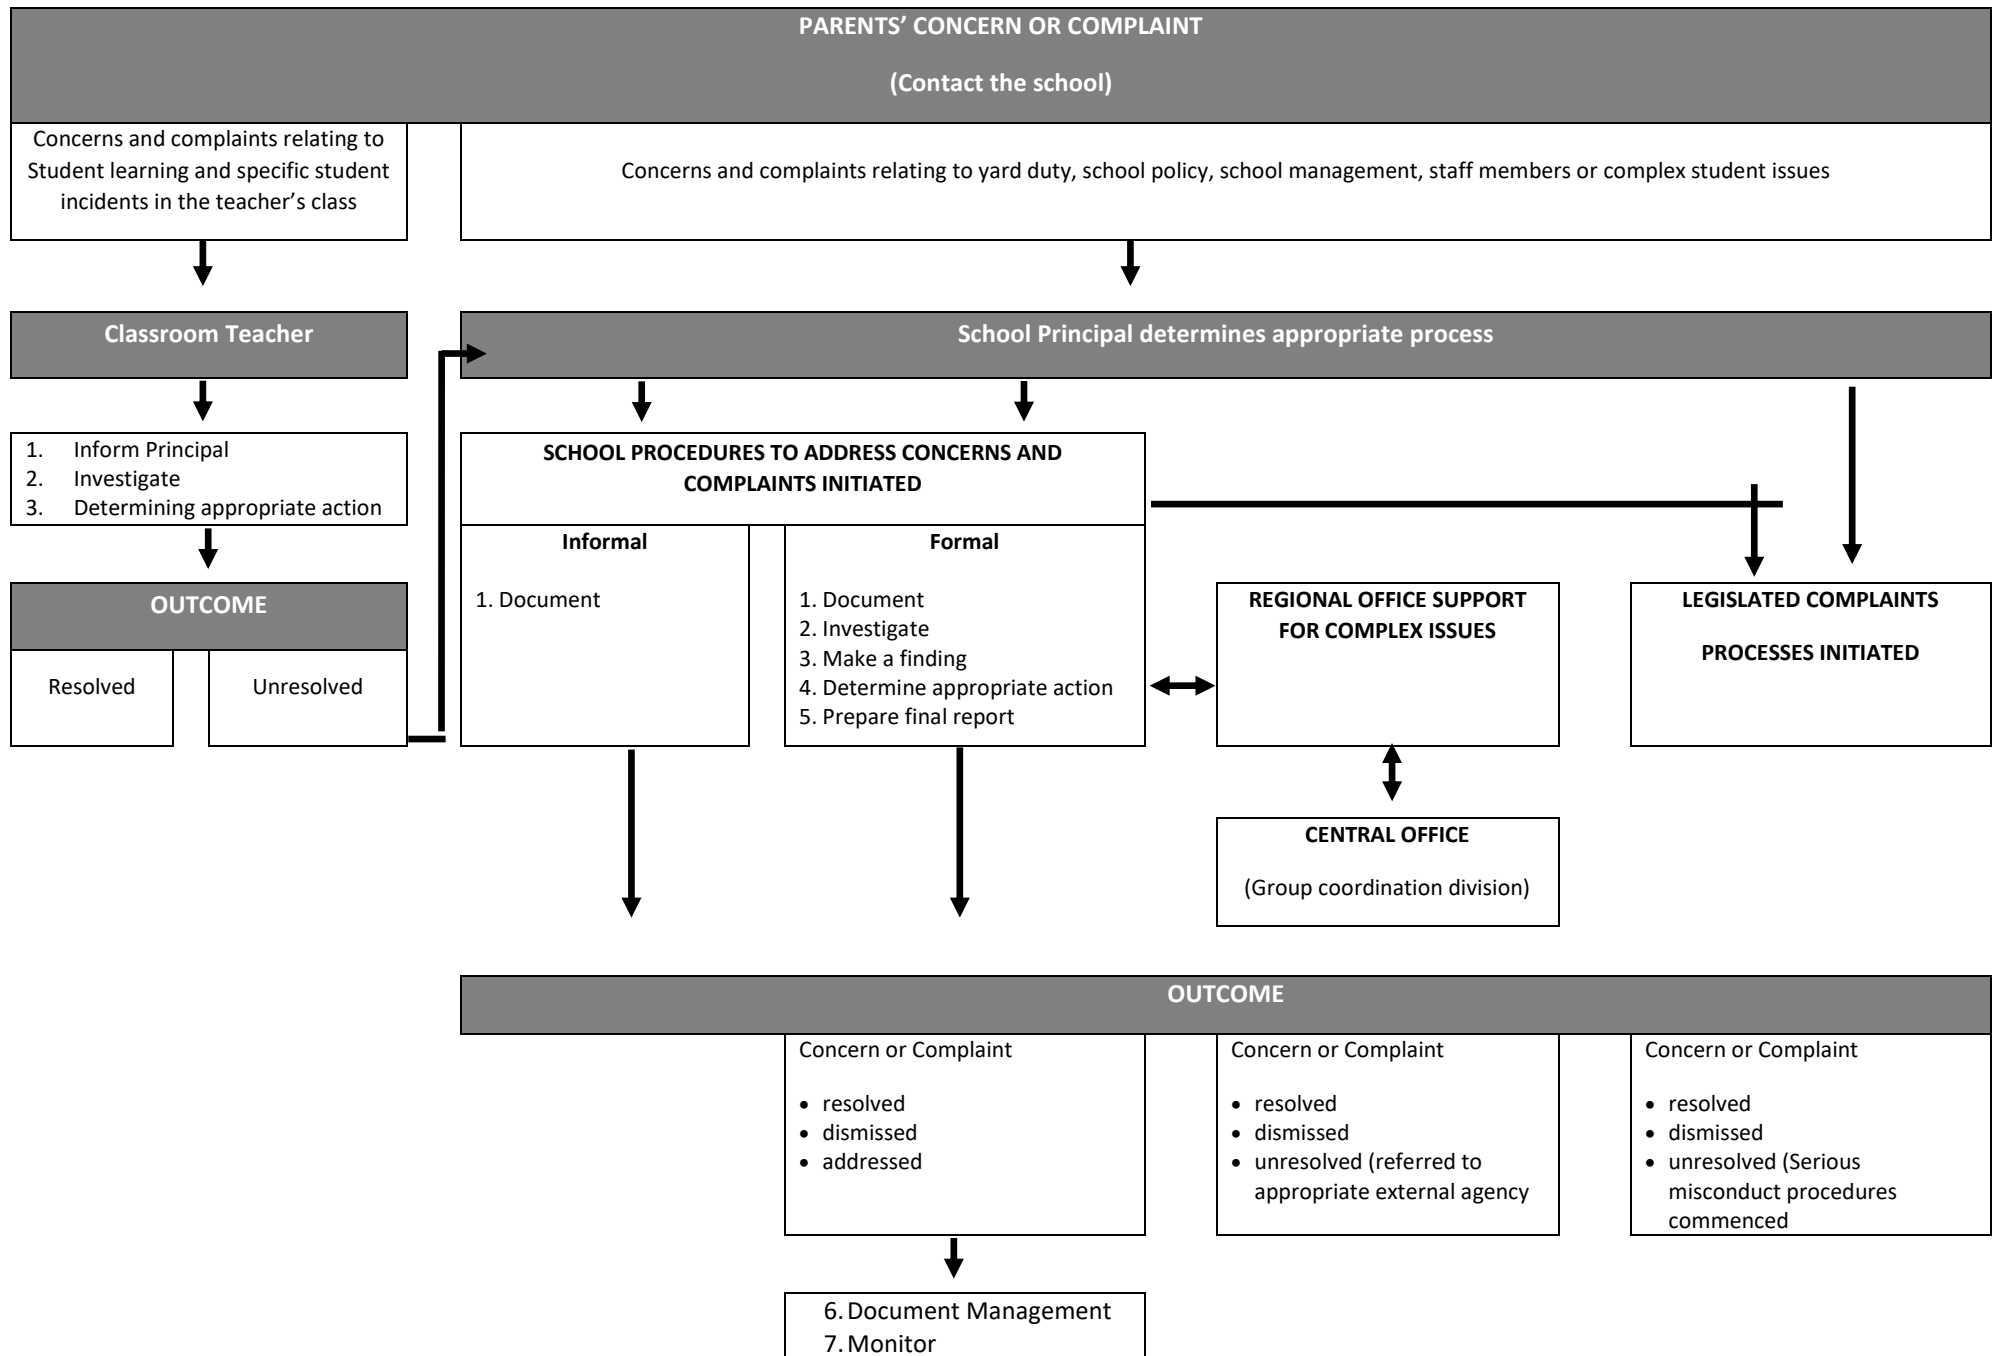 PARENTS’ CONCERN OR COMPLAINT
(Contact the school)
Concerns and complaints relating to
Student learning and specific student
incidents in the teacher’s class
Concerns and complaints relating to yard duty, school policy, school management, staff members or complex student issues
Classroom Teacher
School Principal determines appropriate process
1. Inform Principal
2. Investigate
3. Determining appropriate action
SCHOOL PROCEDURES TO ADDRESS CONCERNS AND
COMPLAINTS INITIATED
OUTCOME
Resolved
Unresolved
Informal
1. Document
Formal
1. Document
2. Investigate
3. Make a finding
4. Determine appropriate action
5. Prepare final report
REGIONAL OFFICE SUPPORT
FOR COMPLEX ISSUES
LEGISLATED COMPLAINTS
PROCESSES INITIATED
CENTRAL OFFICE
(Group coordination division)
OUTCOME
Concern or Complaint
• resolved
• dismissed
• addressed
Concern or Complaint
• resolved
• dismissed
• unresolved (referred to
appropriate external agency
Concern or Complaint
• resolved
• dismissed
• unresolved (Serious
misconduct procedures
commenced
6. Document Management
7. Monitor